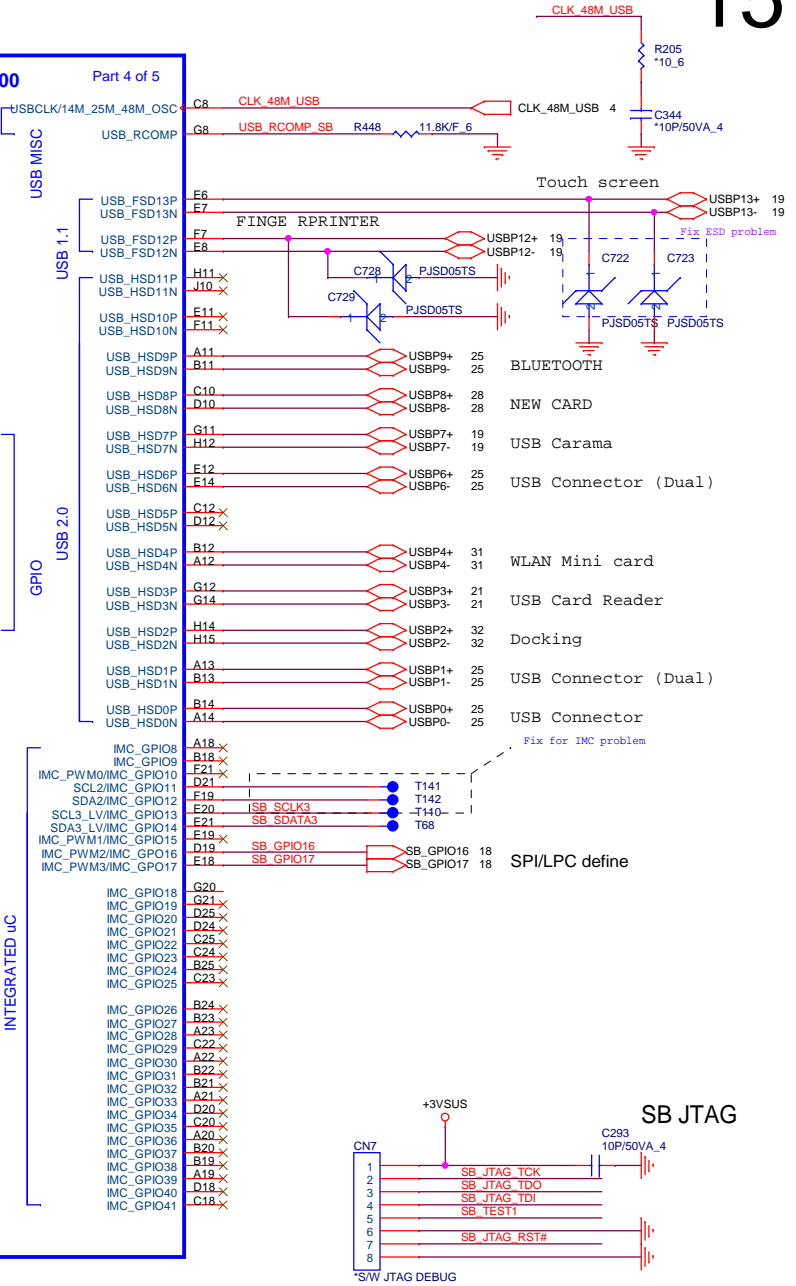 15
CLK_48M_USB
R205
*10_6
C344
*10P/50VA_4
00
Part 4 of 5
USBCLK/14M_25M_48M_OSC C8 CLK_48M_USB CLK_48M_USB 4
USB_RCOMP G8 USB_RCOMP_SB R448 11.8K/F_6
USB MISC
Touch screen
USB_FSD13P E6 USBP13+ 19
USB_FSD13N E7 USBP13- 19
Fix ESD problem
FINGE RPRINTER
USB_FSD12P F7 USBP12+ 19
USB_FSD12N E8 USBP12- 19
USB 1.1
C722 C723
1 1
2 2
PJSD05TS PJSD05TS
C728 1 2 PJSD05TS
C729 1 2 PJSD05TS
USB_HSD11P H11
USB_HSD11N J10
USB_HSD10P E11
USB_HSD10N F11
USB_HSD9P A11 USBP9+ 25
USB_HSD9N B11 USBP9- 25
BLUETOOTH
USB_HSD8P C10 USBP8+ 28
USB_HSD8N D10 USBP8- 28
NEW CARD
USB_HSD7P G11 USBP7+ 19
USB_HSD7N H12 USBP7- 19
USB Carama
USB_HSD6P E12 USBP6+ 25
USB_HSD6N E14 USBP6- 25
USB Connector (Dual)
USB_HSD5P C12
USB_HSD5N D12
USB 2.0
GPIO
USB_HSD4P B12 USBP4+ 31
USB_HSD4N A12 USBP4- 31
WLAN Mini card
USB_HSD3P G12 USBP3+ 21
USB_HSD3N G14 USBP3- 21
USB Card Reader
USB_HSD2P H14 USBP2+ 32
USB_HSD2N H15 USBP2- 32
Docking
USB_HSD1P A13 USBP1+ 25
USB_HSD1N B13 USBP1- 25
USB Connector (Dual)
USB_HSD0P B14 USBP0+ 25
USB_HSD0N A14 USBP0- 25
USB Connector
Fix for IMC problem
IMC_GPIO8 A18
IMC_GPIO9 B18
IMC_PWM0/IMC_GPIO10 F21
SCL2/IMC_GPIO11 D21 T141
SDA2/IMC_GPIO12 F19 T142
SCL3_LV/IMC_GPIO13 E20 SB_SCLK3 T110
SDA3_LV/IMC_GPIO14 E21 SB_SDATA3 T68
IMC_PWM1/IMC_GPIO15 E19
IMC_PWM2/IMC_GPO16 D19 SB_GPIO16 SB_GPIO16 18
IMC_PWM3/IMC_GPO17 E18 SB_GPIO17 SB_GPIO17 18
SPI/LPC define
INTEGRATED uC
IMC_GPIO18 G20
IMC_GPIO19 G21
IMC_GPIO20 D25
IMC_GPIO21 D24
IMC_GPIO22 C25
IMC_GPIO23 C24
IMC_GPIO24 B25
IMC_GPIO25 C23
IMC_GPIO26 B24
IMC_GPIO27 B23
IMC_GPIO28 A23
IMC_GPIO29 C22
IMC_GPIO30 A22
IMC_GPIO31 B22
IMC_GPIO32 B21
IMC_GPIO33 A21
IMC_GPIO34 D20
IMC_GPIO35 C20
IMC_GPIO36 A20
IMC_GPIO37 B20
IMC_GPIO38 B19
IMC_GPIO39 A19
IMC_GPIO40 D18
IMC_GPIO41 C18
+3VSUS
SB JTAG
C293
10P/50VA_4
CN7
1
2 SB_JTAG_TCK
3 SB_JTAG_TDO
4 SB_JTAG_TDI
5 SB_TEST1
6
7 SB_JTAG_RST#
8
*S/W JTAG DEBUG